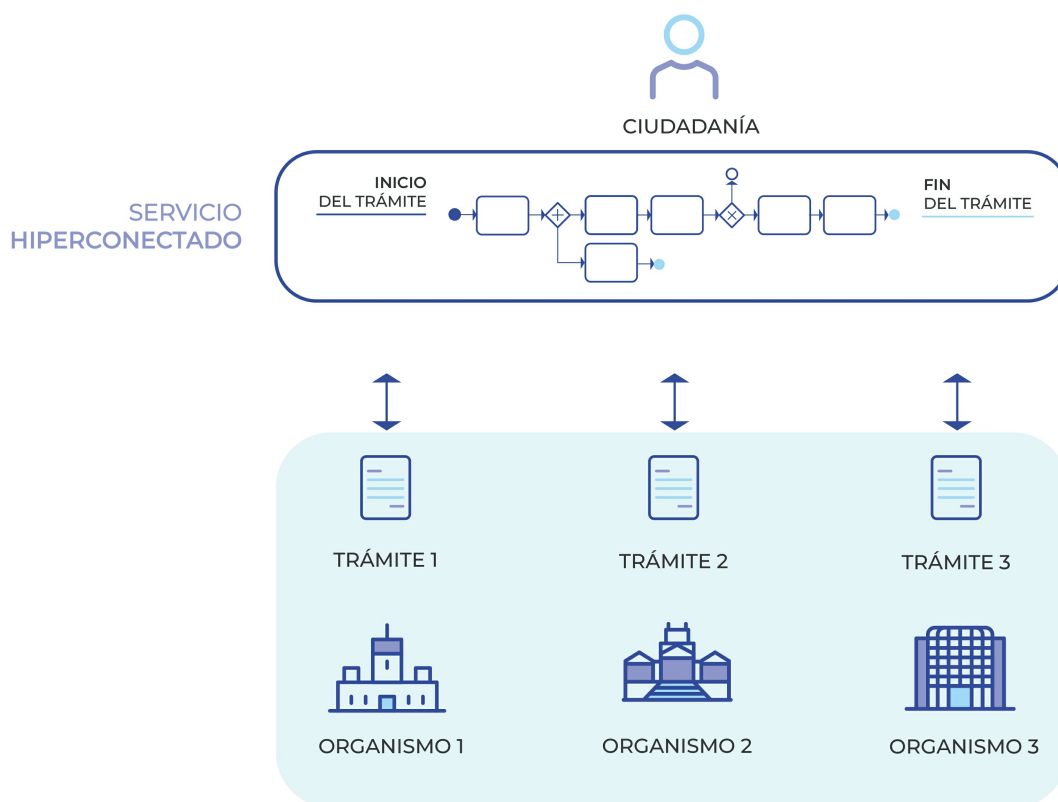 CIUDADANÍA
SERVICIO
HIPERCONECTADO
INICIO
DEL TRÁMITE
FIN
DEL TRÁMITE
TRÁMITE 1
TRÁMITE 2
TRÁMITE 3
ORGANISMO 1
ORGANISMO 2
ORGANISMO 3